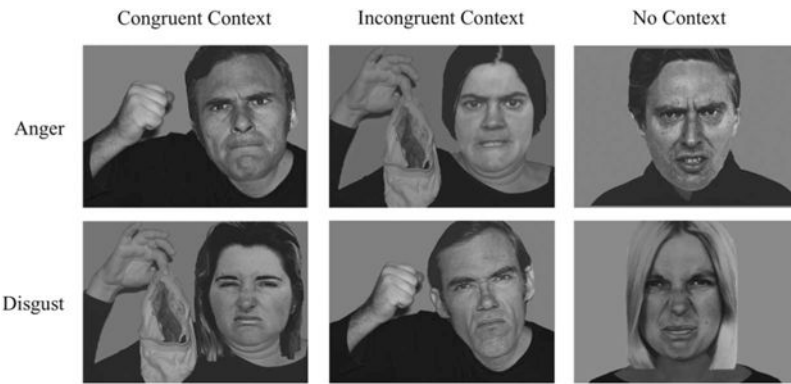 Congruent Context
Incongruent Context
No Context
Anger
Disgust